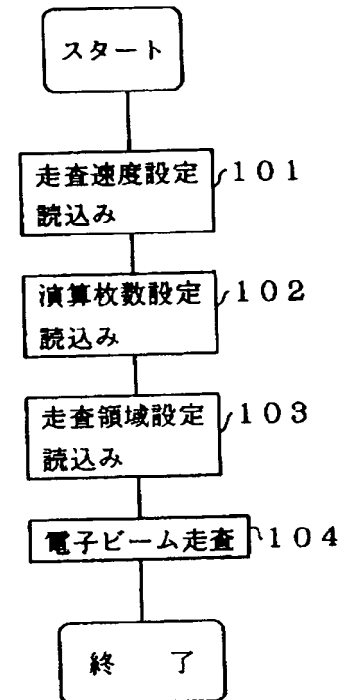 スタート
走査速度設定 101
読込み
演算枚数設定 102
読込み
走査領域設定 103
読込み
電子ビーム走査 104
終 了